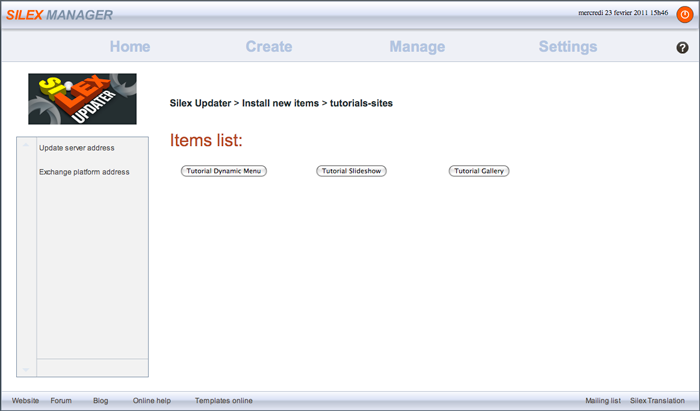 SILEX MANAGER
mercredi 23 fevrier 2011 15h46
Home Create Manage Settings
?
SILEX
UPDATER
Silex Updater > Install new items > tutorials-sites
Items list:
Update server address
Exchange platform address
Tutorial Dynamic Menu Tutorial Slideshow Tutorial Gallery
Website Forum Blog Online help Templates online Mailing list Silex Translation